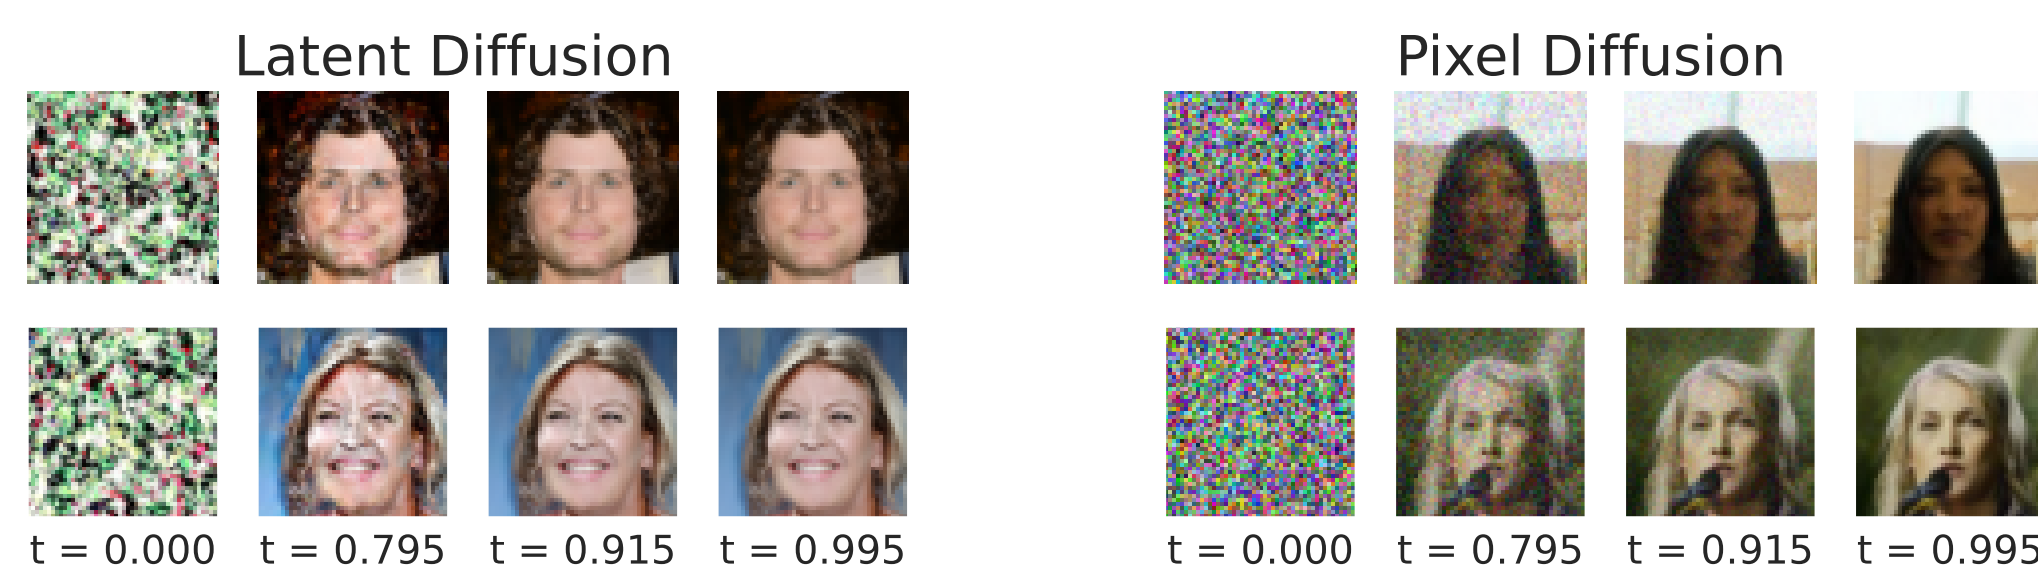 Latent Diffusion
Pixel Diffusion
t = 0.000
t = 0.795
t = 0.915
t = 0.995
t = 0.000
t = 0.795
t = 0.915
t = 0.995